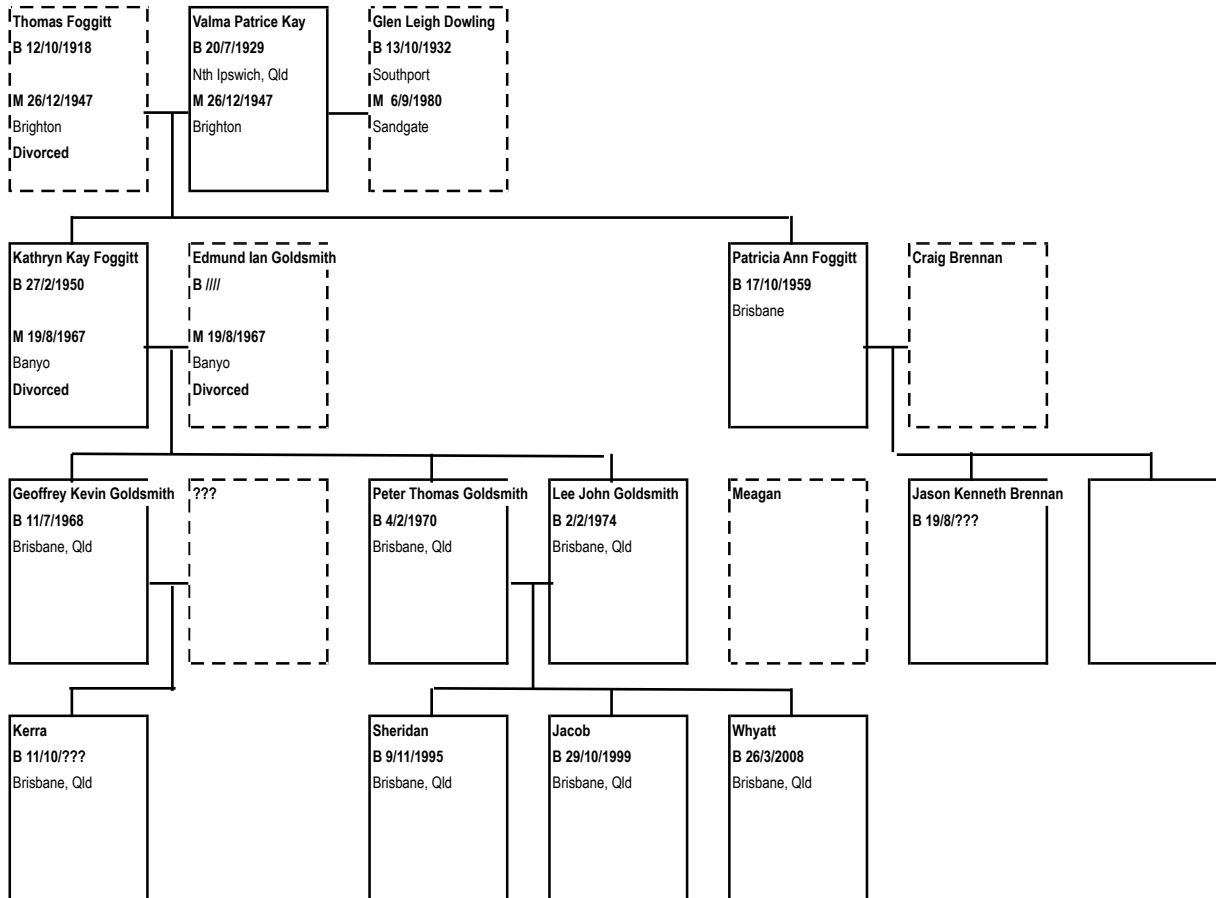 Thomas Foggitt
B 12/10/1918
M 26/12/1947
Brighton
Divorced
Valma Patrice Kay
B 20/7/1929
Nth Ipswich, Qld
M 26/12/1947
Brighton
Glen Leigh Dowling
B 13/10/1932
Southport
M 6/9/1980
Sandgate
Kathryn Kay Foggitt
B 27/2/1950
M 19/8/1967
Banyo
Divorced
Edmund Ian Goldsmith
B ////
M 19/8/1967
Banyo
Divorced
Patricia Ann Foggitt
B 17/10/1959
Brisbane
Craig Brennan
Geoffrey Kevin Goldsmith
B 11/7/1968
Brisbane, Qld
???
Peter Thomas Goldsmith
B 4/2/1970
Brisbane, Qld
Lee John Goldsmith
B 2/2/1974
Brisbane, Qld
Meagan
Jason Kenneth Brennan
B 19/8/???
Kerra
B 11/10/???
Brisbane, Qld
Sheridan
B 9/11/1995
Brisbane, Qld
Jacob
B 29/10/1999
Brisbane, Qld
Whyatt
B 26/3/2008
Brisbane, Qld